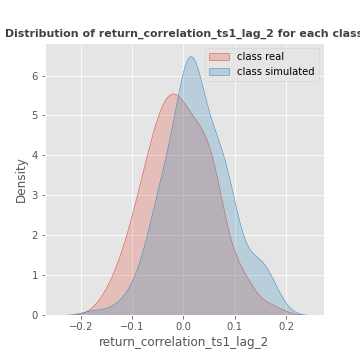 Distribution of return_correlation_ts1_lag_2 for each class
class real
class simulated
Density
6
5
4
3
2
1
0
−0.2 −0.1 0.0 0.1 0.2
return_correlation_ts1_lag_2